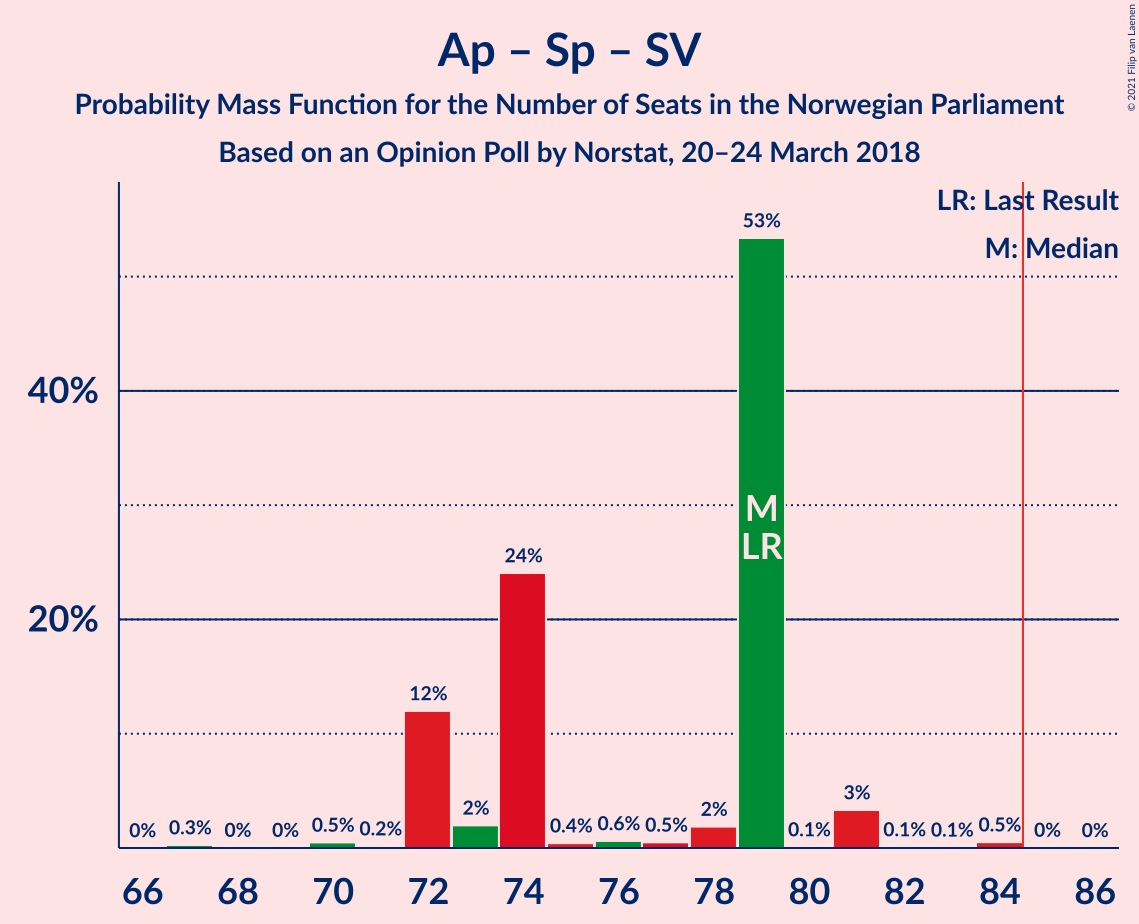 Ap – Sp – SV
Probability Mass Function for the Number of Seats in the Norwegian Parliament
Based on an Opinion Poll by Norstat, 20–24 March 2018
© 2021 Filip van Laenen
LR: Last Result
M: Median
53%
40%
M
LR
24%
20%
12%
3%
2%
2%
0% 0.3% 0% 0% 0.5% 0.2% 0.4% 0.6% 0.5% 0.1% 0.1% 0.1% 0.5% 0% 0%
66 68 70 72 74 76 78 80 82 84 86